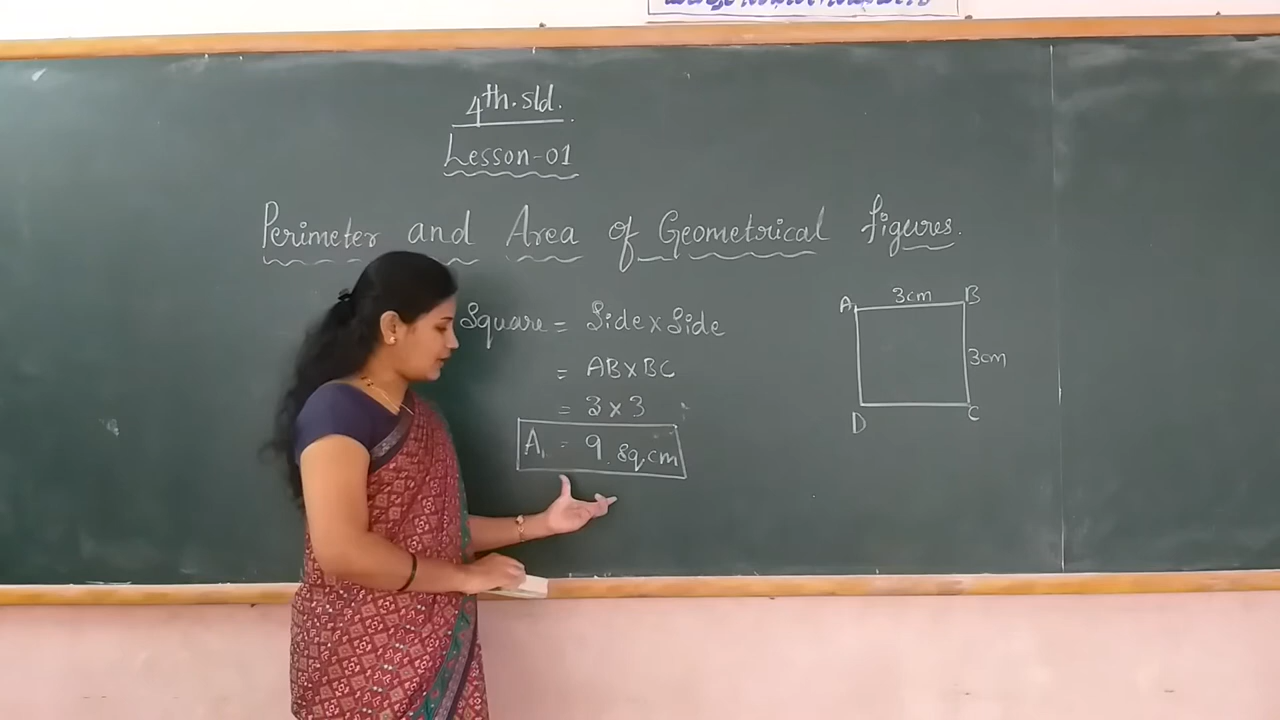 4th. Std.
Lesson-01
Perimeter and Area of Geometrical figures.
Square = Side x Side
= AB x BC
= 3 x 3
A. = 9. sq.cm
A 3cm B
3cm
D C